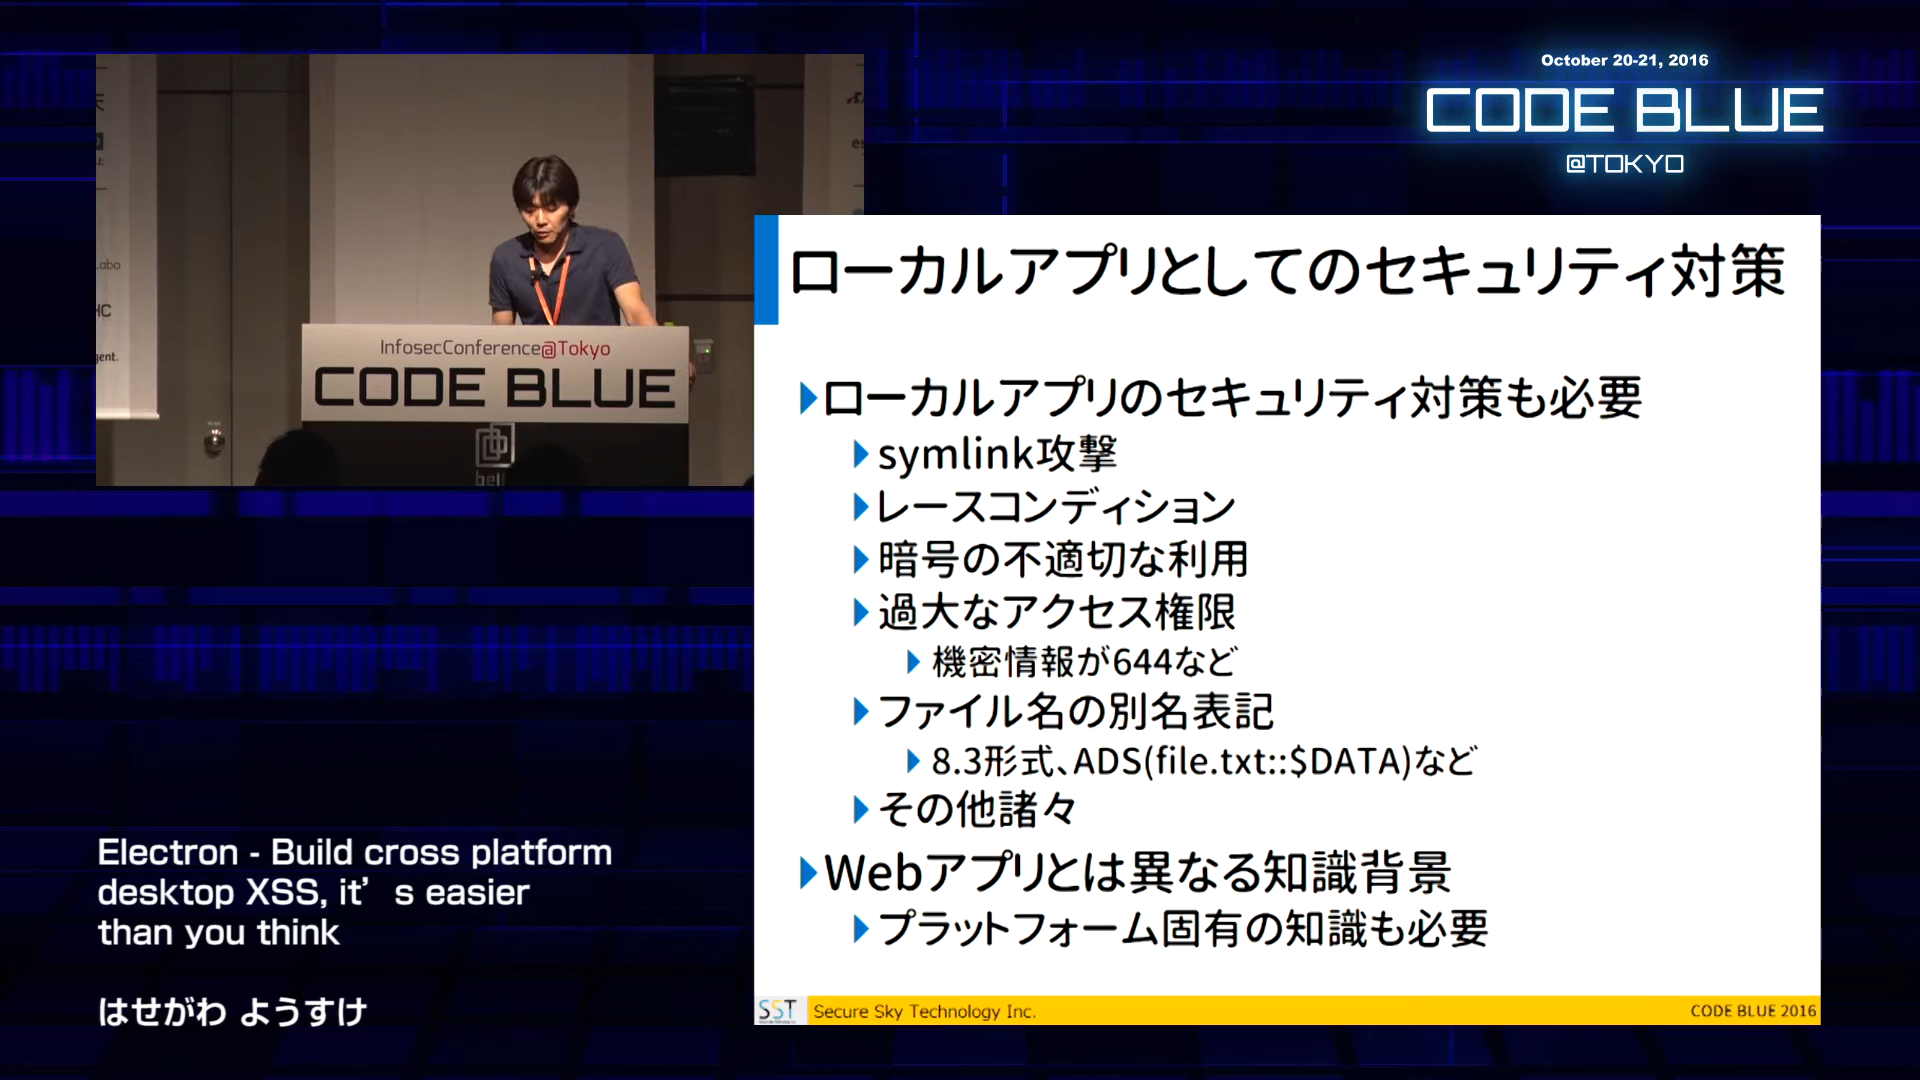 October 20-21, 2016
CODE BLUE
@TOKYO
InfosecConference@Tokyo
CODE BLUE
ローカルアプリとしてのセキュリティ対策
ローカルアプリのセキュリティ対策も必要
symlink攻撃
レースコンディション
暗号の不適切な利用
過大なアクセス権限
機密情報が644など
ファイル名の別名表記
8.3形式、ADS(file.txt::$DATA)など
その他諸々
Webアプリとは異なる知識背景
プラットフォーム固有の知識も必要
SST
Secure Sky Technology Inc.
CODE BLUE 2016
Electron - Build cross platform
desktop XSS, it’s easier
than you think
はせがわ ようすけ